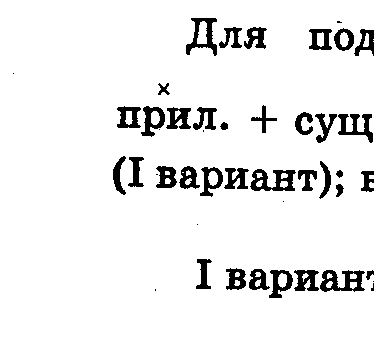 Для под
×
прил. + сущ
(I вариант);
I вариант